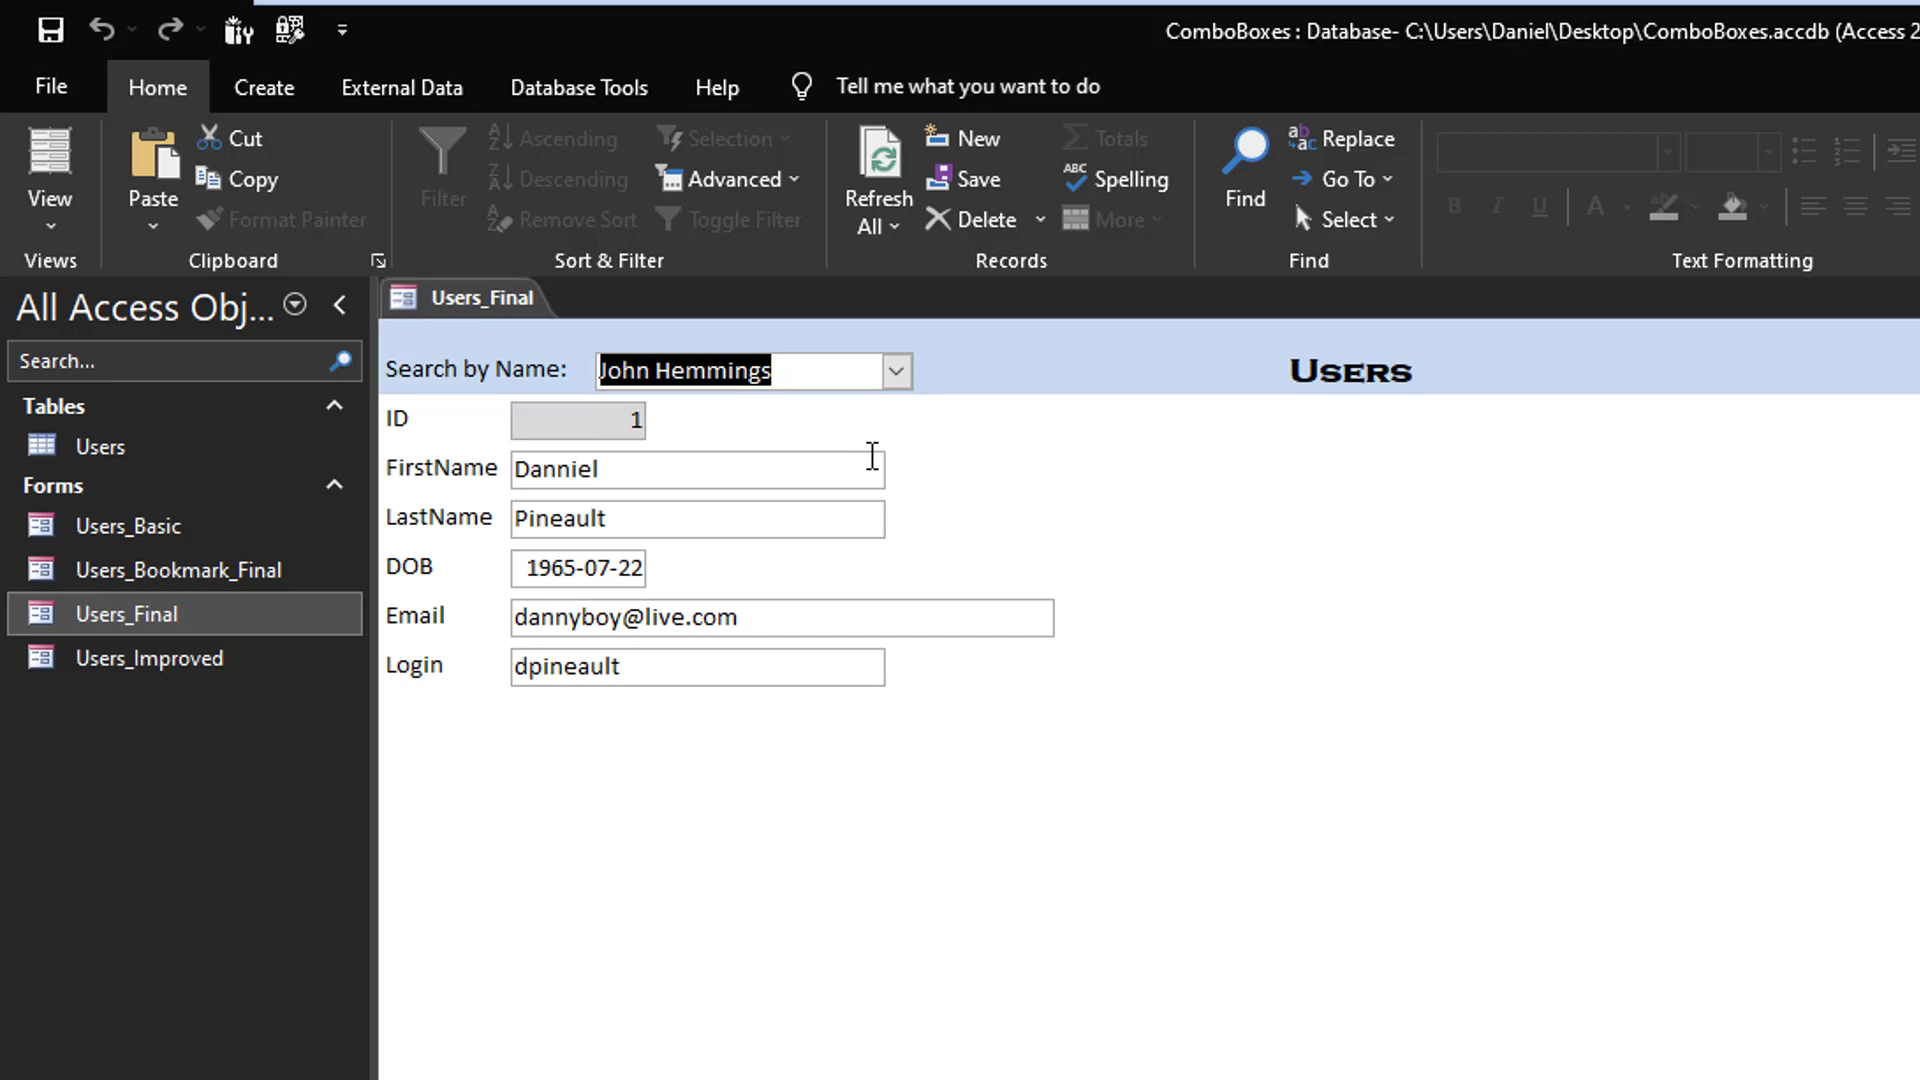 ComboBoxes : Database- C:\Users\Daniel\Desktop\ComboBoxes.accdb (Access 2
File Home Create External Data Database Tools Help Tell me what you want to do
View
Views
Paste
Cut
Copy
Format Painter
Clipboard
Filter
Ascending
Descending
Remove Sort
Selection
Advanced
Toggle Filter
Sort & Filter
Refresh
All
New
Save
Delete
Totals
Spelling
More
Records
Find
Replace
Go To
Select
Find
Text Formatting
All Access Obj...
Search...
Tables
Users
Forms
Users_Basic
Users_Bookmark_Final
Users_Final
Users_Improved
Users_Final
Search by Name: John Hemmings
Users
ID 1
FirstName Danniel
LastName Pineault
DOB 1965-07-22
Email dannyboy@live.com
Login dpineault